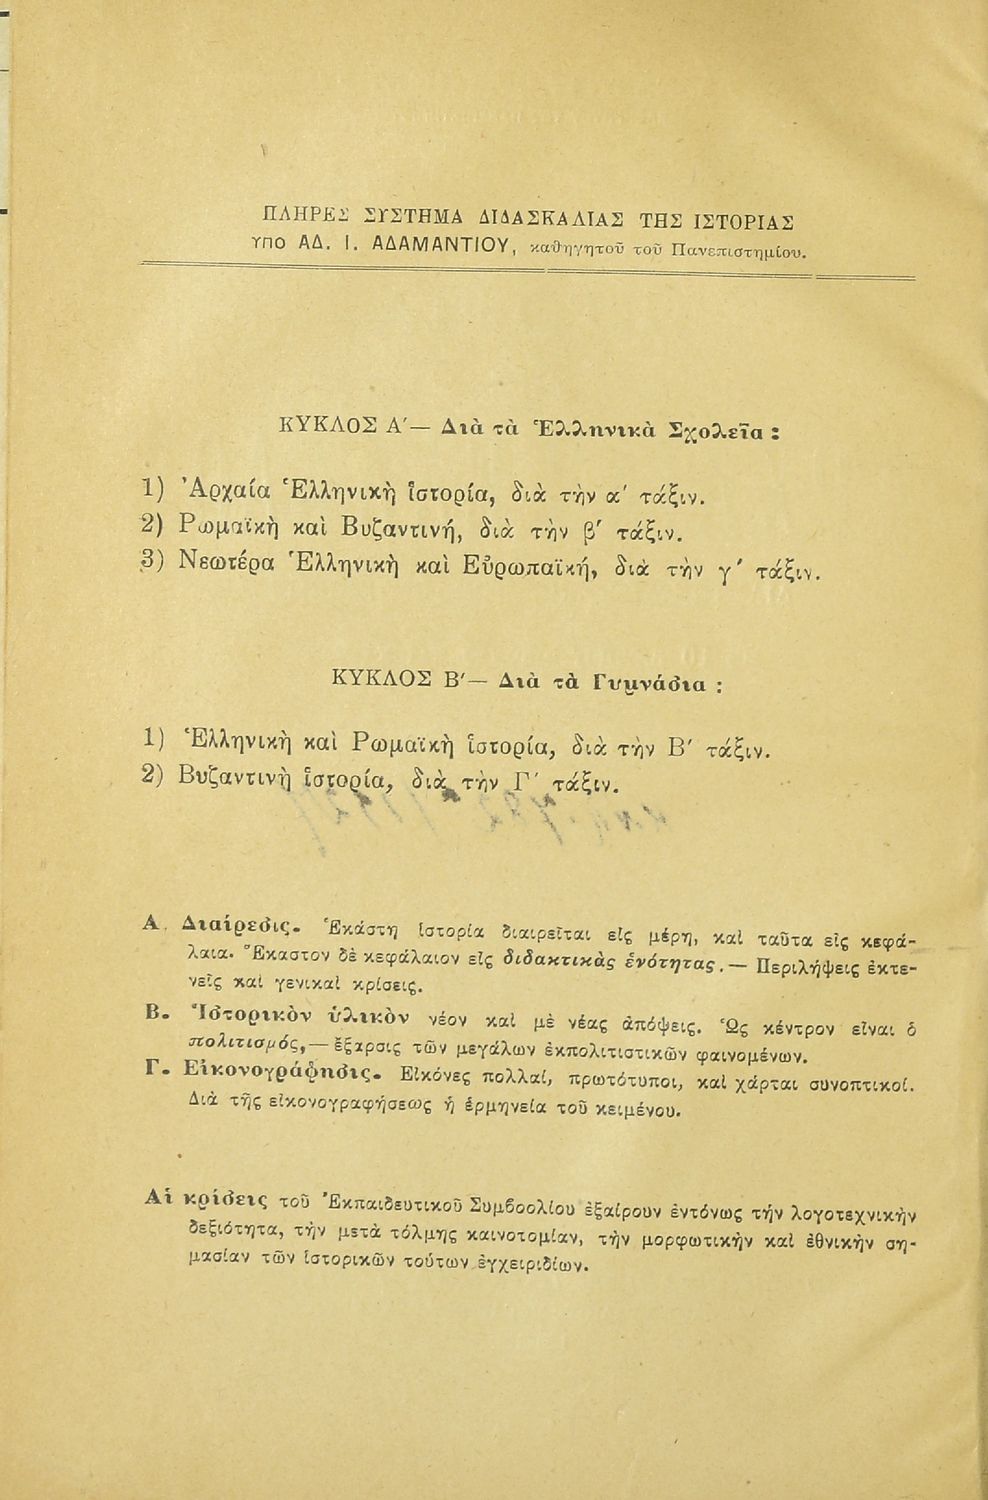 ΠΛΗΡΕΣ ΣΥΣΤΗΜΑ ΔΙΔΑΣΚΑΛΙΑΣ ΤΗΣ ΙΣΤΟΡΙΑΣ
ΥΠΟ ΑΔ. Ι. ΑΔΑΜΑΝΤΙΟΥ, καθηγητοῦ τοῦ Πανεπιστημίου.
ΚΥΚΛΟΣ Α΄— Διὰ τὰ Ἑλληνικὰ Σχολεῖα :
1) Ἀρχαία Ἑλληνικὴ ἱστορία, διὰ τὴν α΄ τάξιν.
2) Ρωμαϊκὴ καὶ Βυζαντινή, διὰ τὴν β΄ τάξιν.
3) Νεωτέρα Ἑλληνικὴ καὶ Εὐρωπαϊκή, διὰ τὴν γ΄ τάξιν.
ΚΥΚΛΟΣ Β΄— Διὰ τὰ Γυμνάσια :
1) Ἑλληνικὴ καὶ Ρωμαϊκὴ ἱστορία, διὰ τὴν Β΄ τάξιν.
2) Βυζαντινὴ ἱστορία, διὰ τὴν Γ΄ τάξιν.
Α. Διαίρεσις. Ἑκάστη ἱστορία διαιρεῖται εἰς μέρη, καὶ ταῦτα εἰς κεφά-
λαια. Ἕκαστον δὲ κεφάλαιον εἰς διδακτικὰς ἑνότητας.— Περιλήψεις ἐκτε-
νεῖς καὶ γενικαὶ κρίσεις.
Β. Ἱστορικὸν ὑλικὸν νέον καὶ μὲ νέας ἀπόψεις. Ὡς κέντρον εἶναι ὁ
πολιτισμός,— ἔξαρσις τῶν μεγάλων ἐκπολιτιστικῶν φαινομένων.
Γ. Εἰκονογράφησις. Εἰκόνες πολλαί, πρωτότυποι, καὶ χάρται συνοπτικοί.
Διὰ τῆς εἰκονογραφήσεως ἡ ἑρμηνεία τοῦ κειμένου.
Αἱ κρίσεις τοῦ Ἐκπαιδευτικοῦ Συμβοολίου ἐξαίρουν ἐντόνως τὴν λογοτεχνικὴν
δεξιότητα, τὴν μετὰ τόλμης καινοτομίαν, τὴν μορφωτικὴν καὶ ἐθνικὴν ση-
μασίαν τῶν ἱστορικῶν τούτων ἐγχειριδίων.